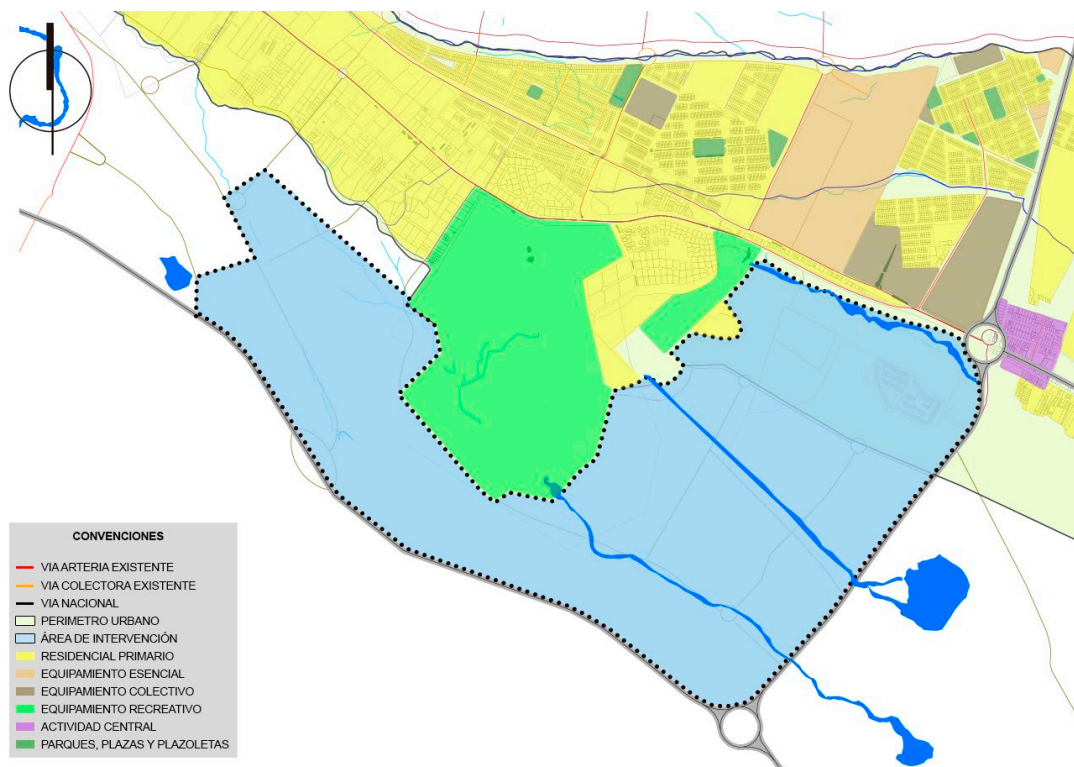 CONVENCIONES
VIA ARTERIA EXISTENTE
VIA COLECTORA EXISTENTE
VIA NACIONAL
PERIMETRO URBANO
ÁREA DE INTERVENCIÓN
RESIDENCIAL PRIMARIO
EQUIPAMIENTO ESENCIAL
EQUIPAMIENTO COLECTIVO
EQUIPAMIENTO RECREATIVO
ACTIVIDAD CENTRAL
PARQUES, PLAZAS Y PLAZOLETAS